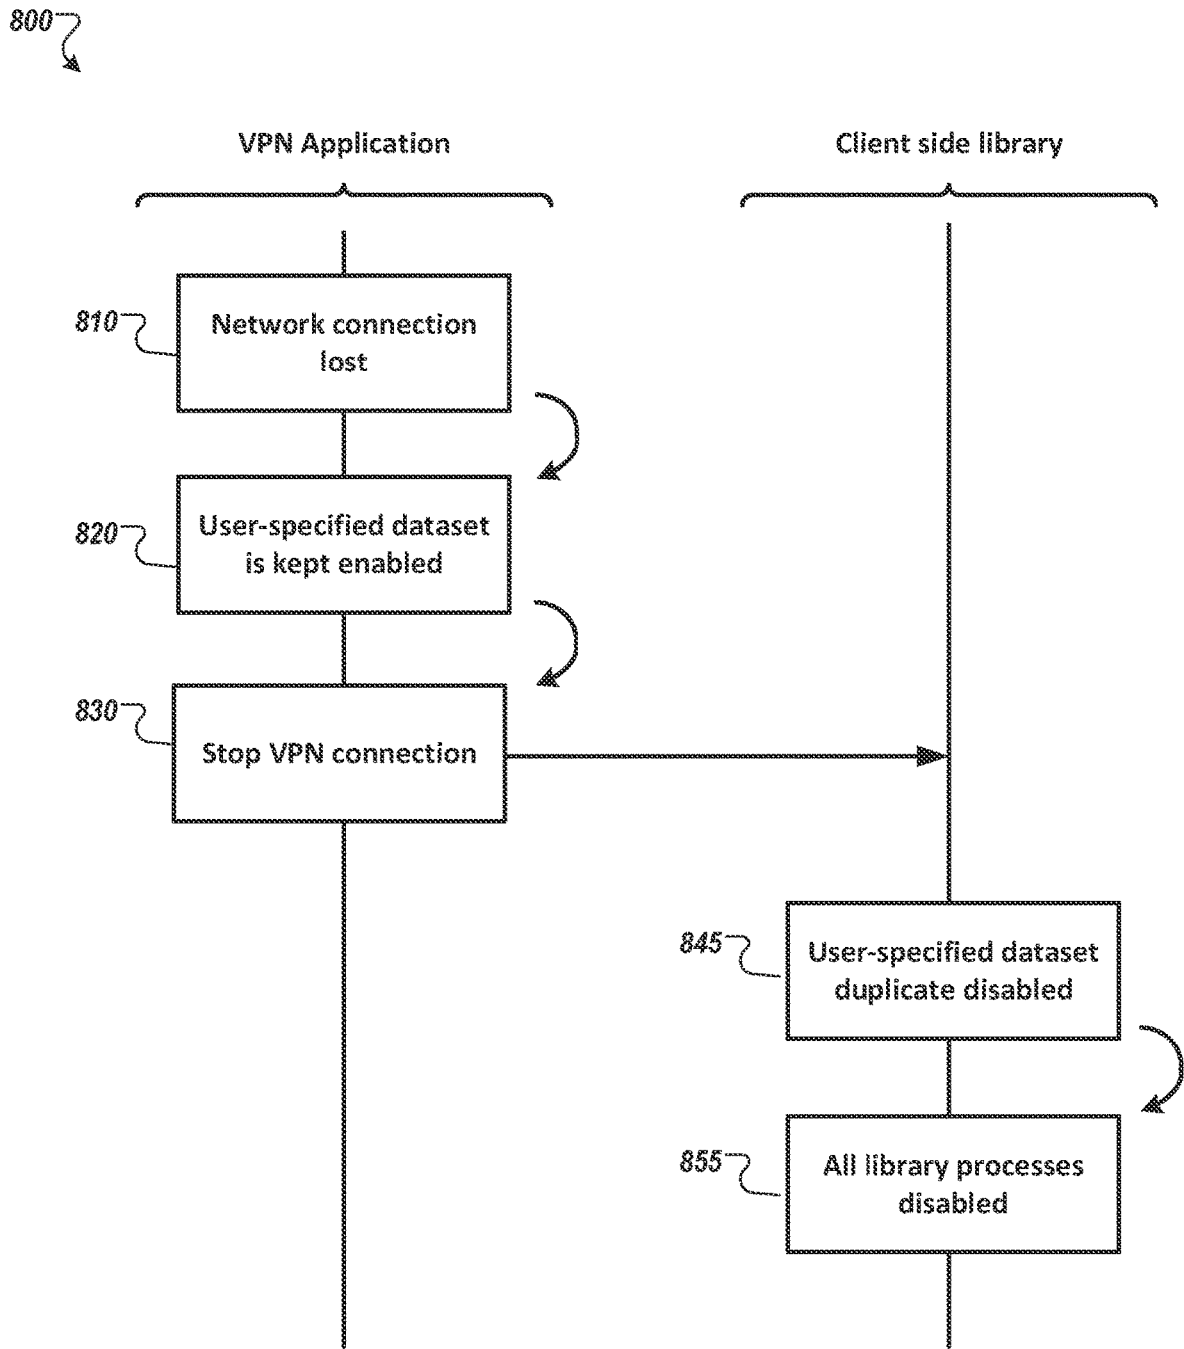 800
VPN Application
Client side library
810
Network connection
lost
820
User-specified dataset
is kept enabled
830
Stop VPN connection
845
User-specified dataset
duplicate disabled
855
All library processes
disabled